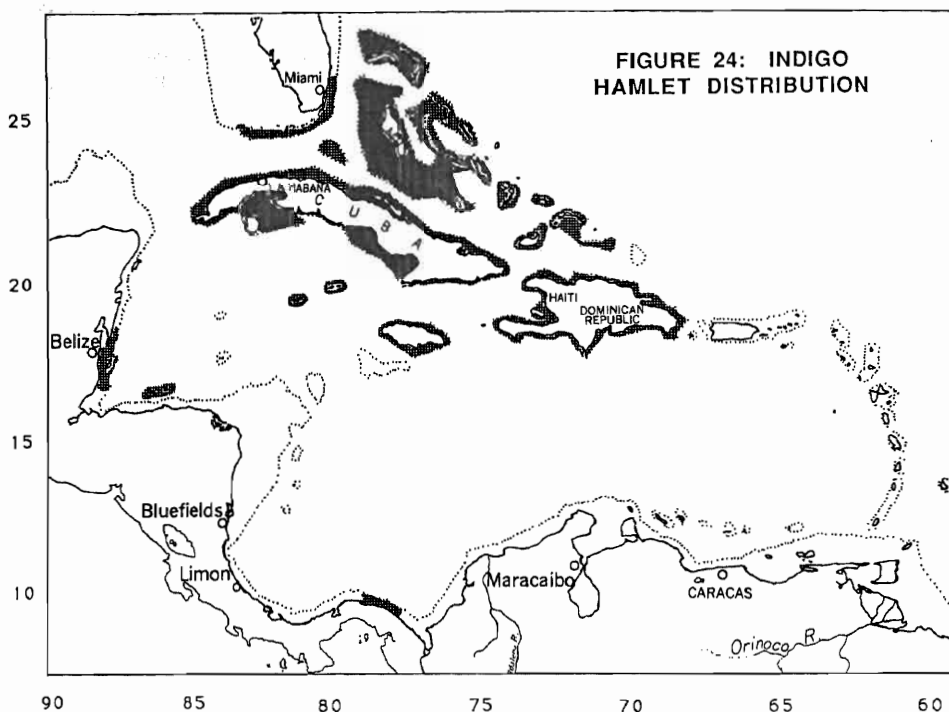 FIGURE 24: INDIGO
HAMLET DISTRIBUTION
Miami
25
HABANA
CUBA
20
HAITI
DOMINICAN
REPUBLIC
Belize
15
Bluefields
Limon
Maracaibo
CARACAS
10
Orinoco R.
90 85 80 75 70 65 60